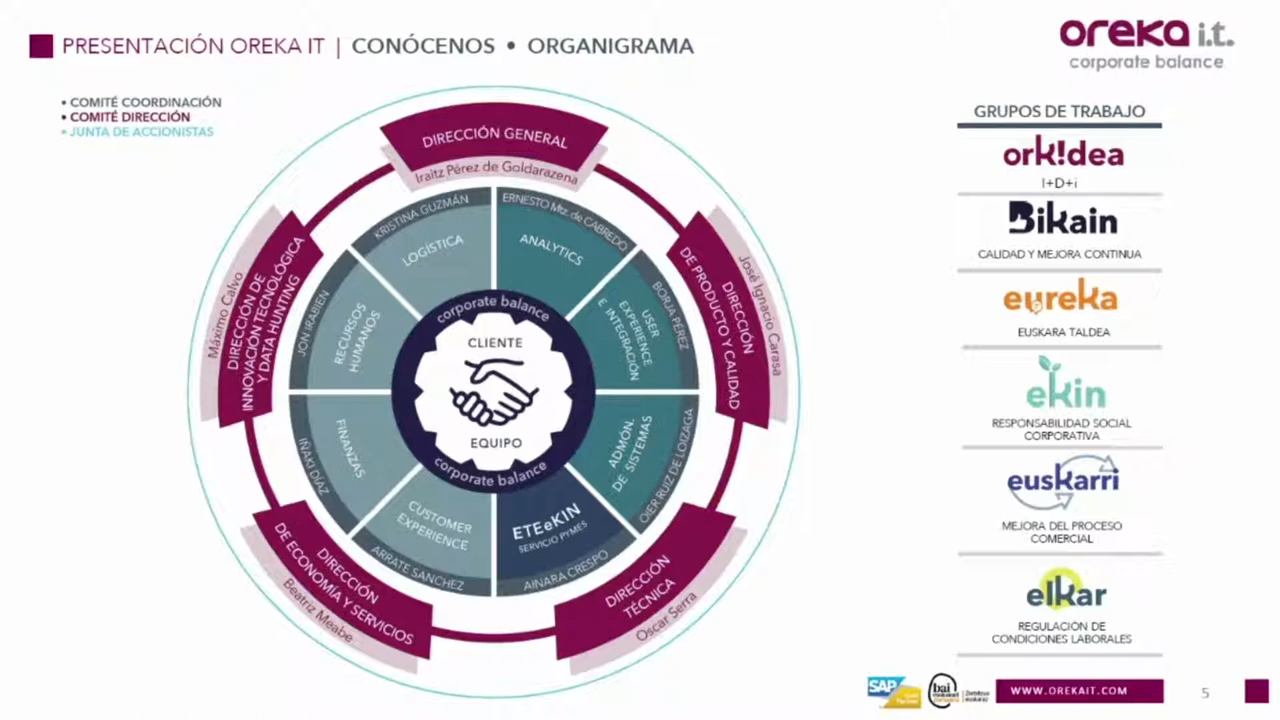 PRESENTACIÓN OREKA IT | CONÓCENOS • ORGANIGRAMA
oreka i.t.
corporate balance
• COMITÉ COORDINACIÓN
• COMITÉ DIRECCIÓN
• JUNTA DE ACCIONISTAS
DIRECCIÓN GENERAL
Iraitz Pérez de Goldarazena
KRISTINA GUZMÁN
LOGÍSTICA
ERNESTO Mtz. de CABREDO
ANALYTICS
Máximo Calvo
DIRECCIÓN DE
INNOVACIÓN TECNOLÓGICA
Y DATA HUNTING
JON IRABIEN
RECURSOS
HUMANOS
BORJA PÉREZ
USER
EXPERIENCE
E INTEGRACIÓN
José Ignacio Carasa
DIRECCIÓN
DE PRODUCTO Y CALIDAD
corporate balance
CLIENTE
EQUIPO
corporate balance
IÑAKI DÍAZ
FINANZAS
ADMÓN.
DE SISTEMAS
OIER RUIZ DE LOIZAGA
CUSTOMER
EXPERIENCE
ARRATE SÁNCHEZ
ETEeKIN
SERVICIO PYMES
AINARA CRESPO
DIRECCIÓN
DE ECONOMÍA Y SERVICIOS
Beatriz Meabe
DIRECCIÓN
TÉCNICA
Oscar Serra
GRUPOS DE TRABAJO
ork!dea
I+D+i
Bikain
CALIDAD Y MEJORA CONTINUA
eureka
EUSKARA TALDEA
ekin
RESPONSABILIDAD SOCIAL
CORPORATIVA
euskarri
MEJORA DEL PROCESO
COMERCIAL
elkar
REGULACIÓN DE
CONDICIONES LABORALES
SAP
bai
WWW.OREKAIT.COM
5